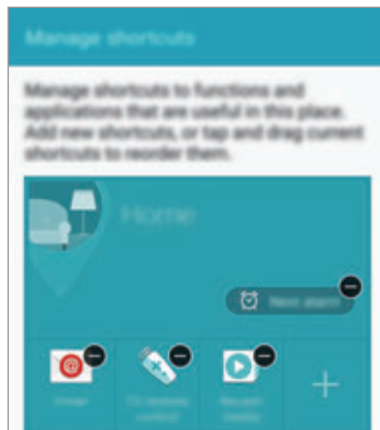 Manage shortcuts
Manage shortcuts to functions and
applications that are useful in this place.
Add new shortcuts, or tap and drag current
shortcuts to reorder them.
Home
Next alarm
control